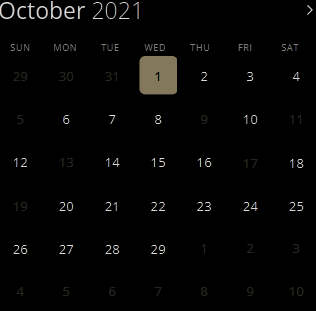 October 2021
SUN MON TUE WED THU FRI SAT
29 30 31 1 2 3 4
5 6 7 8 9 10 11
12 13 14 15 16 17 18
19 20 21 22 23 24 25
26 27 28 29 1 2 3
4 5 6 7 8 9 10